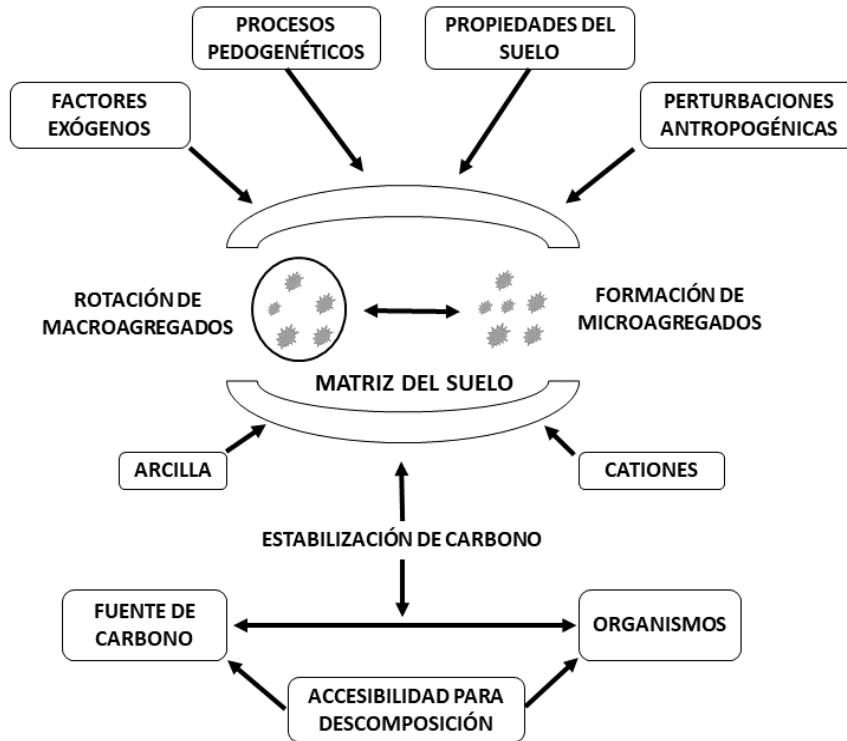 PROCESOS
PEDOGENÉTICOS
PROPIEDADES DEL
SUELO
FACTORES
EXÓGENOS
PERTURBACIONES
ANTROPOGÉNICAS
ROTACIÓN DE
MACROAGREGADOS
FORMACIÓN DE
MICROAGREGADOS
MATRIZ DEL SUELO
ARCILLA
CATIONES
ESTABILIZACIÓN DE CARBONO
FUENTE DE
CARBONO
ORGANISMOS
ACCESIBILIDAD PARA
DESCOMPOSICIÓN